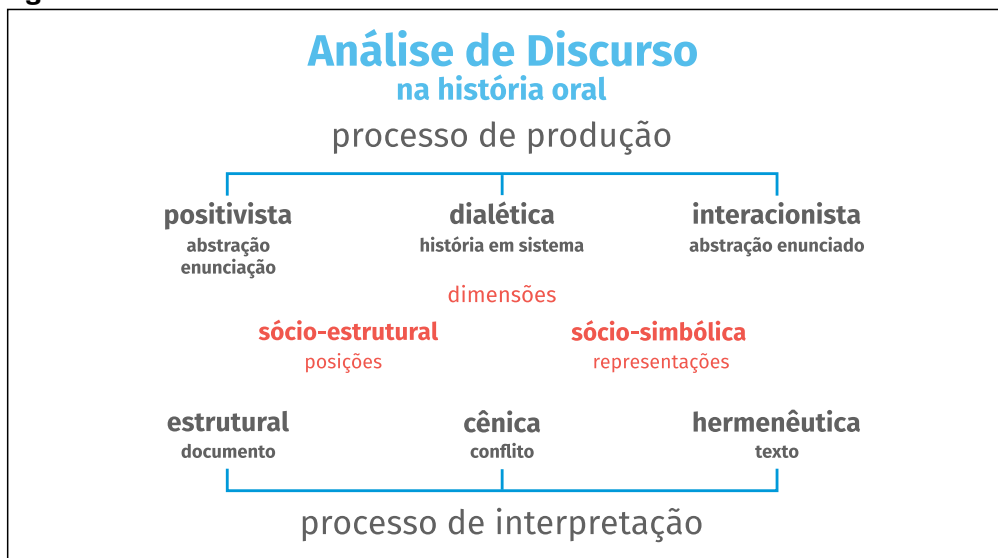 Análise de Discurso
na história oral
processo de produção
positivista dialética interacionista
abstração história em sistema abstração enunciado
enunciação
dimensões
sócio-estrutural sócio-simbólica
posições representações
estrutural cênica hermenêutica
documento conflito texto
processo de interpretação